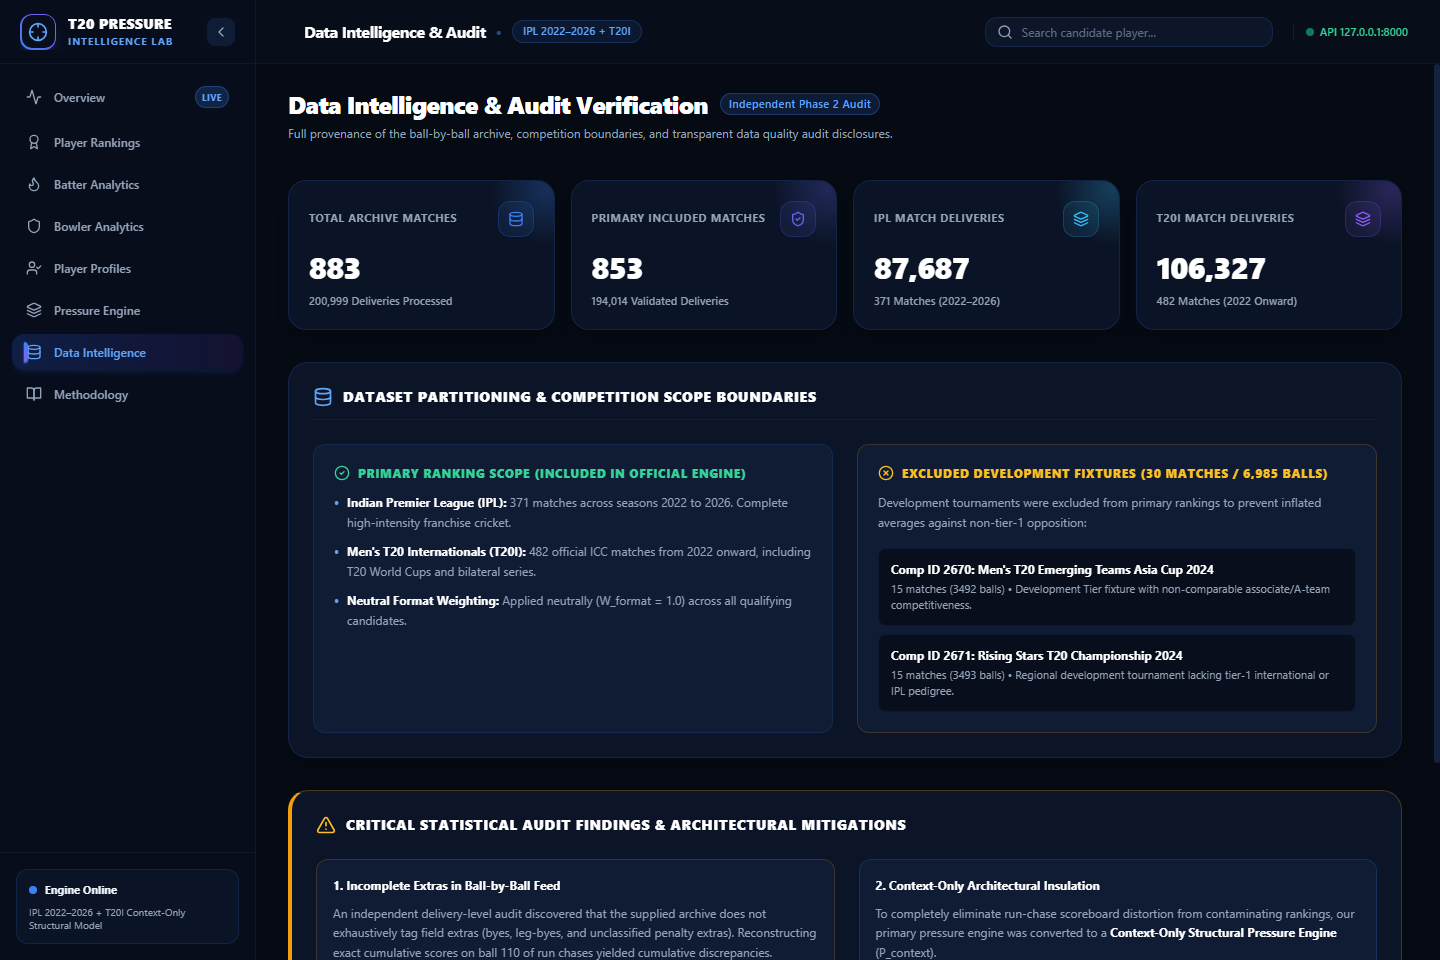 T20 PRESSURE
INTELLIGENCE LAB
Data Intelligence & Audit • IPL 2022–2026 + T20I
Search candidate player...
API 127.0.0.1:8000
Overview LIVE
Player Rankings
Batter Analytics
Bowler Analytics
Player Profiles
Pressure Engine
Data Intelligence
Methodology
Engine Online
IPL 2022–2026 + T20I Context-Only
Structural Model
Data Intelligence & Audit Verification Independent Phase 2 Audit
Full provenance of the ball-by-ball archive, competition boundaries, and transparent data quality audit disclosures.
TOTAL ARCHIVE MATCHES
883
200,999 Deliveries Processed
PRIMARY INCLUDED MATCHES
853
194,014 Validated Deliveries
IPL MATCH DELIVERIES
87,687
371 Matches (2022–2026)
T20I MATCH DELIVERIES
106,327
482 Matches (2022 Onward)
DATASET PARTITIONING & COMPETITION SCOPE BOUNDARIES
PRIMARY RANKING SCOPE (INCLUDED IN OFFICIAL ENGINE)
• Indian Premier League (IPL): 371 matches across seasons 2022 to 2026. Complete
high-intensity franchise cricket.
• Men's T20 Internationals (T20I): 482 official ICC matches from 2022 onward, including
T20 World Cups and bilateral series.
• Neutral Format Weighting: Applied neutrally (W_format = 1.0) across all qualifying
candidates.
EXCLUDED DEVELOPMENT FIXTURES (30 MATCHES / 6,985 BALLS)
Development tournaments were excluded from primary rankings to prevent inflated
averages against non-tier-1 opposition:
Comp ID 2670: Men's T20 Emerging Teams Asia Cup 2024
15 matches (3492 balls) • Development Tier fixture with non-comparable associate/A-team
competitiveness.
Comp ID 2671: Rising Stars T20 Championship 2024
15 matches (3493 balls) • Regional development tournament lacking tier-1 international or
IPL pedigree.
CRITICAL STATISTICAL AUDIT FINDINGS & ARCHITECTURAL MITIGATIONS
1. Incomplete Extras in Ball-by-Ball Feed
An independent delivery-level audit discovered that the supplied archive does not
exhaustively tag field extras (byes, leg-byes, and unclassified penalty extras). Reconstructing
exact cumulative scores on ball 110 of run chases yielded cumulative discrepancies.
2. Context-Only Architectural Insulation
To completely eliminate run-chase scoreboard distortion from contaminating rankings, our
primary pressure engine was converted to a Context-Only Structural Pressure Engine
(P_context).